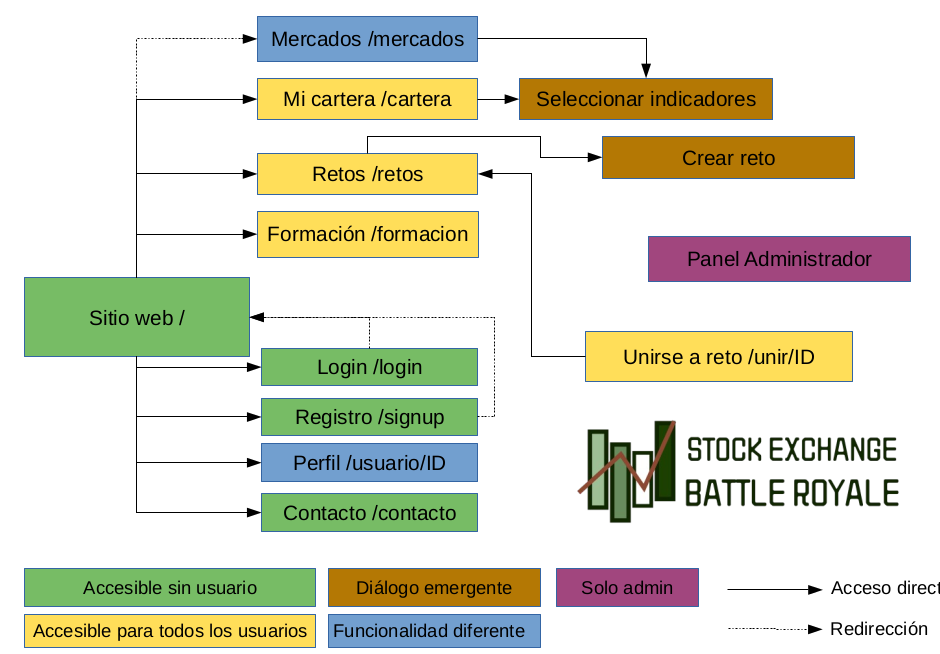 Mercados /mercados
Mi cartera /cartera
Seleccionar indicadores
Crear reto
Retos /retos
Formación /formacion
Panel Administrador
Sitio web /
Unirse a reto /unir/ID
Login /login
Registro /signup
Perfil /usuario/ID
Contacto /contacto
STOCK EXCHANGE
BATTLE ROYALE
Accesible sin usuario
Diálogo emergente
Solo admin
Acceso direct
Accesible para todos los usuarios
Funcionalidad diferente
Redirección